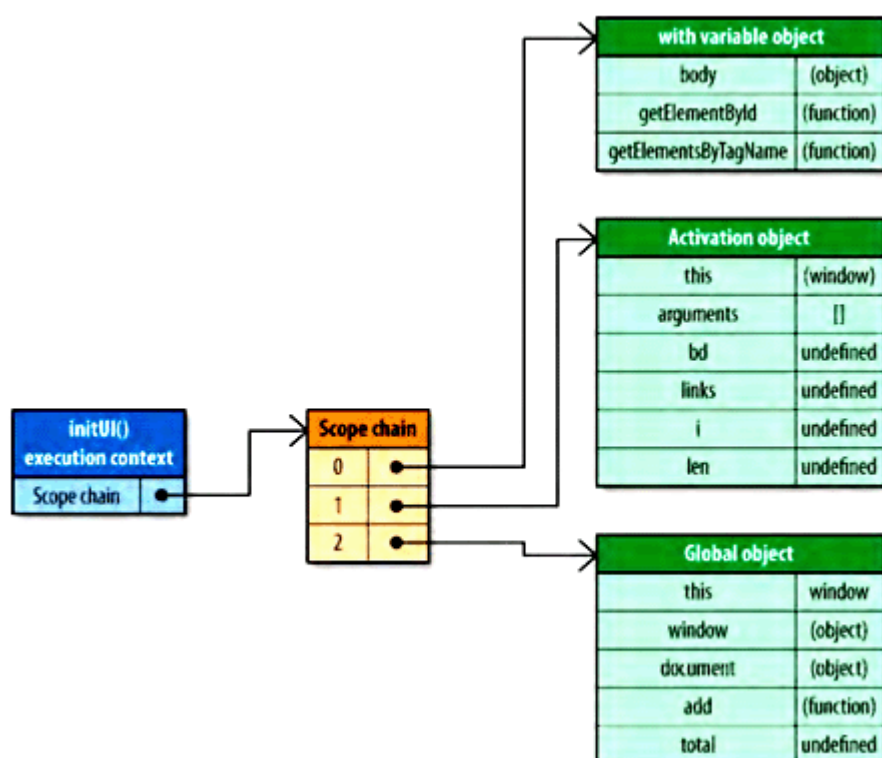 with variable object
body (object)
getElementById (function)
getElementsByTagName (function)
Activation object
this (window)
arguments []
bd undefined
links undefined
i undefined
len undefined
initUI()
execution context
Scope chain
Scope chain
0
1
2
Global object
this window
window (object)
document (object)
add (function)
total undefined